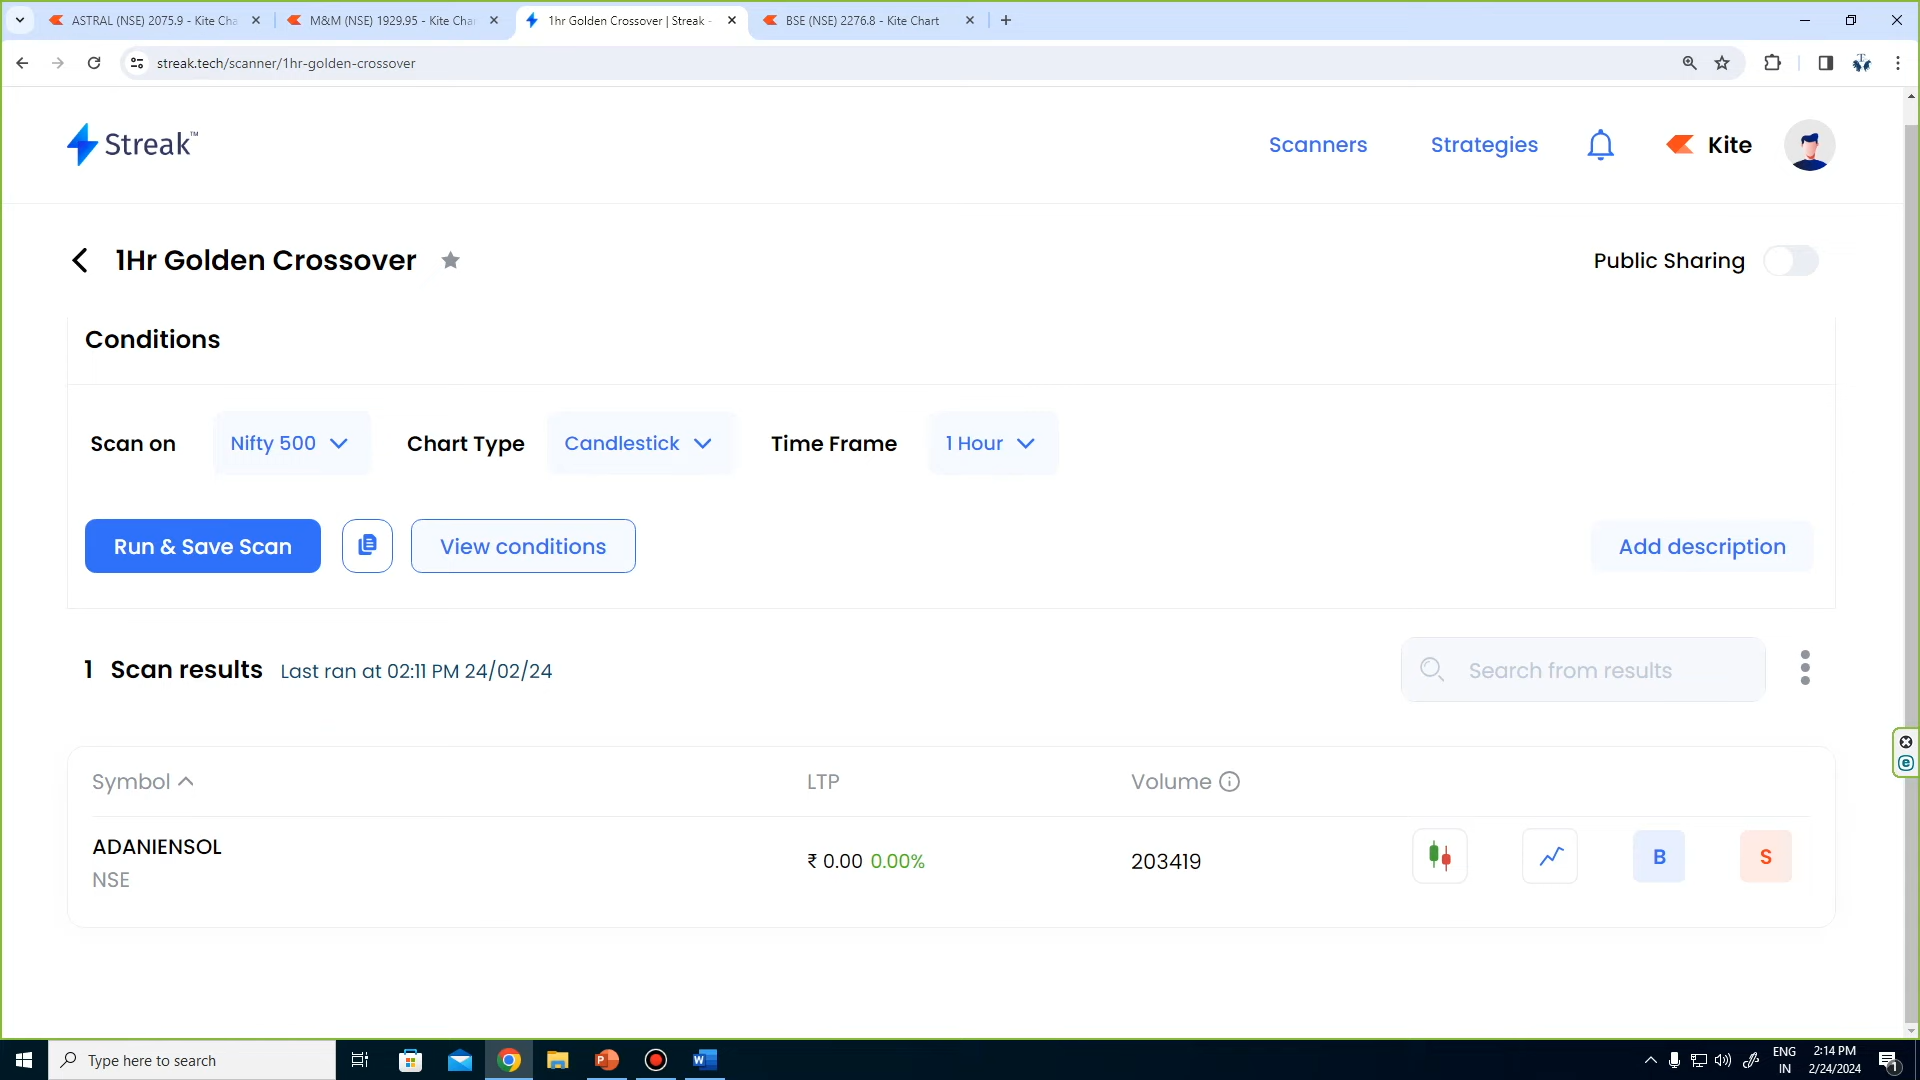 ASTRAL (NSE) 2075.9 - Kite Cha
M&M (NSE) 1929.95 - Kite Cha
1hr Golden Crossover | Streak -
BSE (NSE) 2276.8 - Kite Chart
streak.tech/scanner/1hr-golden-crossover
Streak™
Scanners
Strategies
Kite
1Hr Golden Crossover
Public Sharing
Conditions
Scan on
Nifty 500
Chart Type
Candlestick
Time Frame
1 Hour
Run & Save Scan
View conditions
Add description
1 Scan results
Last ran at 02:11 PM 24/02/24
Search from results
Symbol
LTP
Volume
ADANIENSOL
NSE
₹ 0.00 0.00%
203419
B
S
Type here to search
ENG
IN
2:14 PM
2/24/2024
1